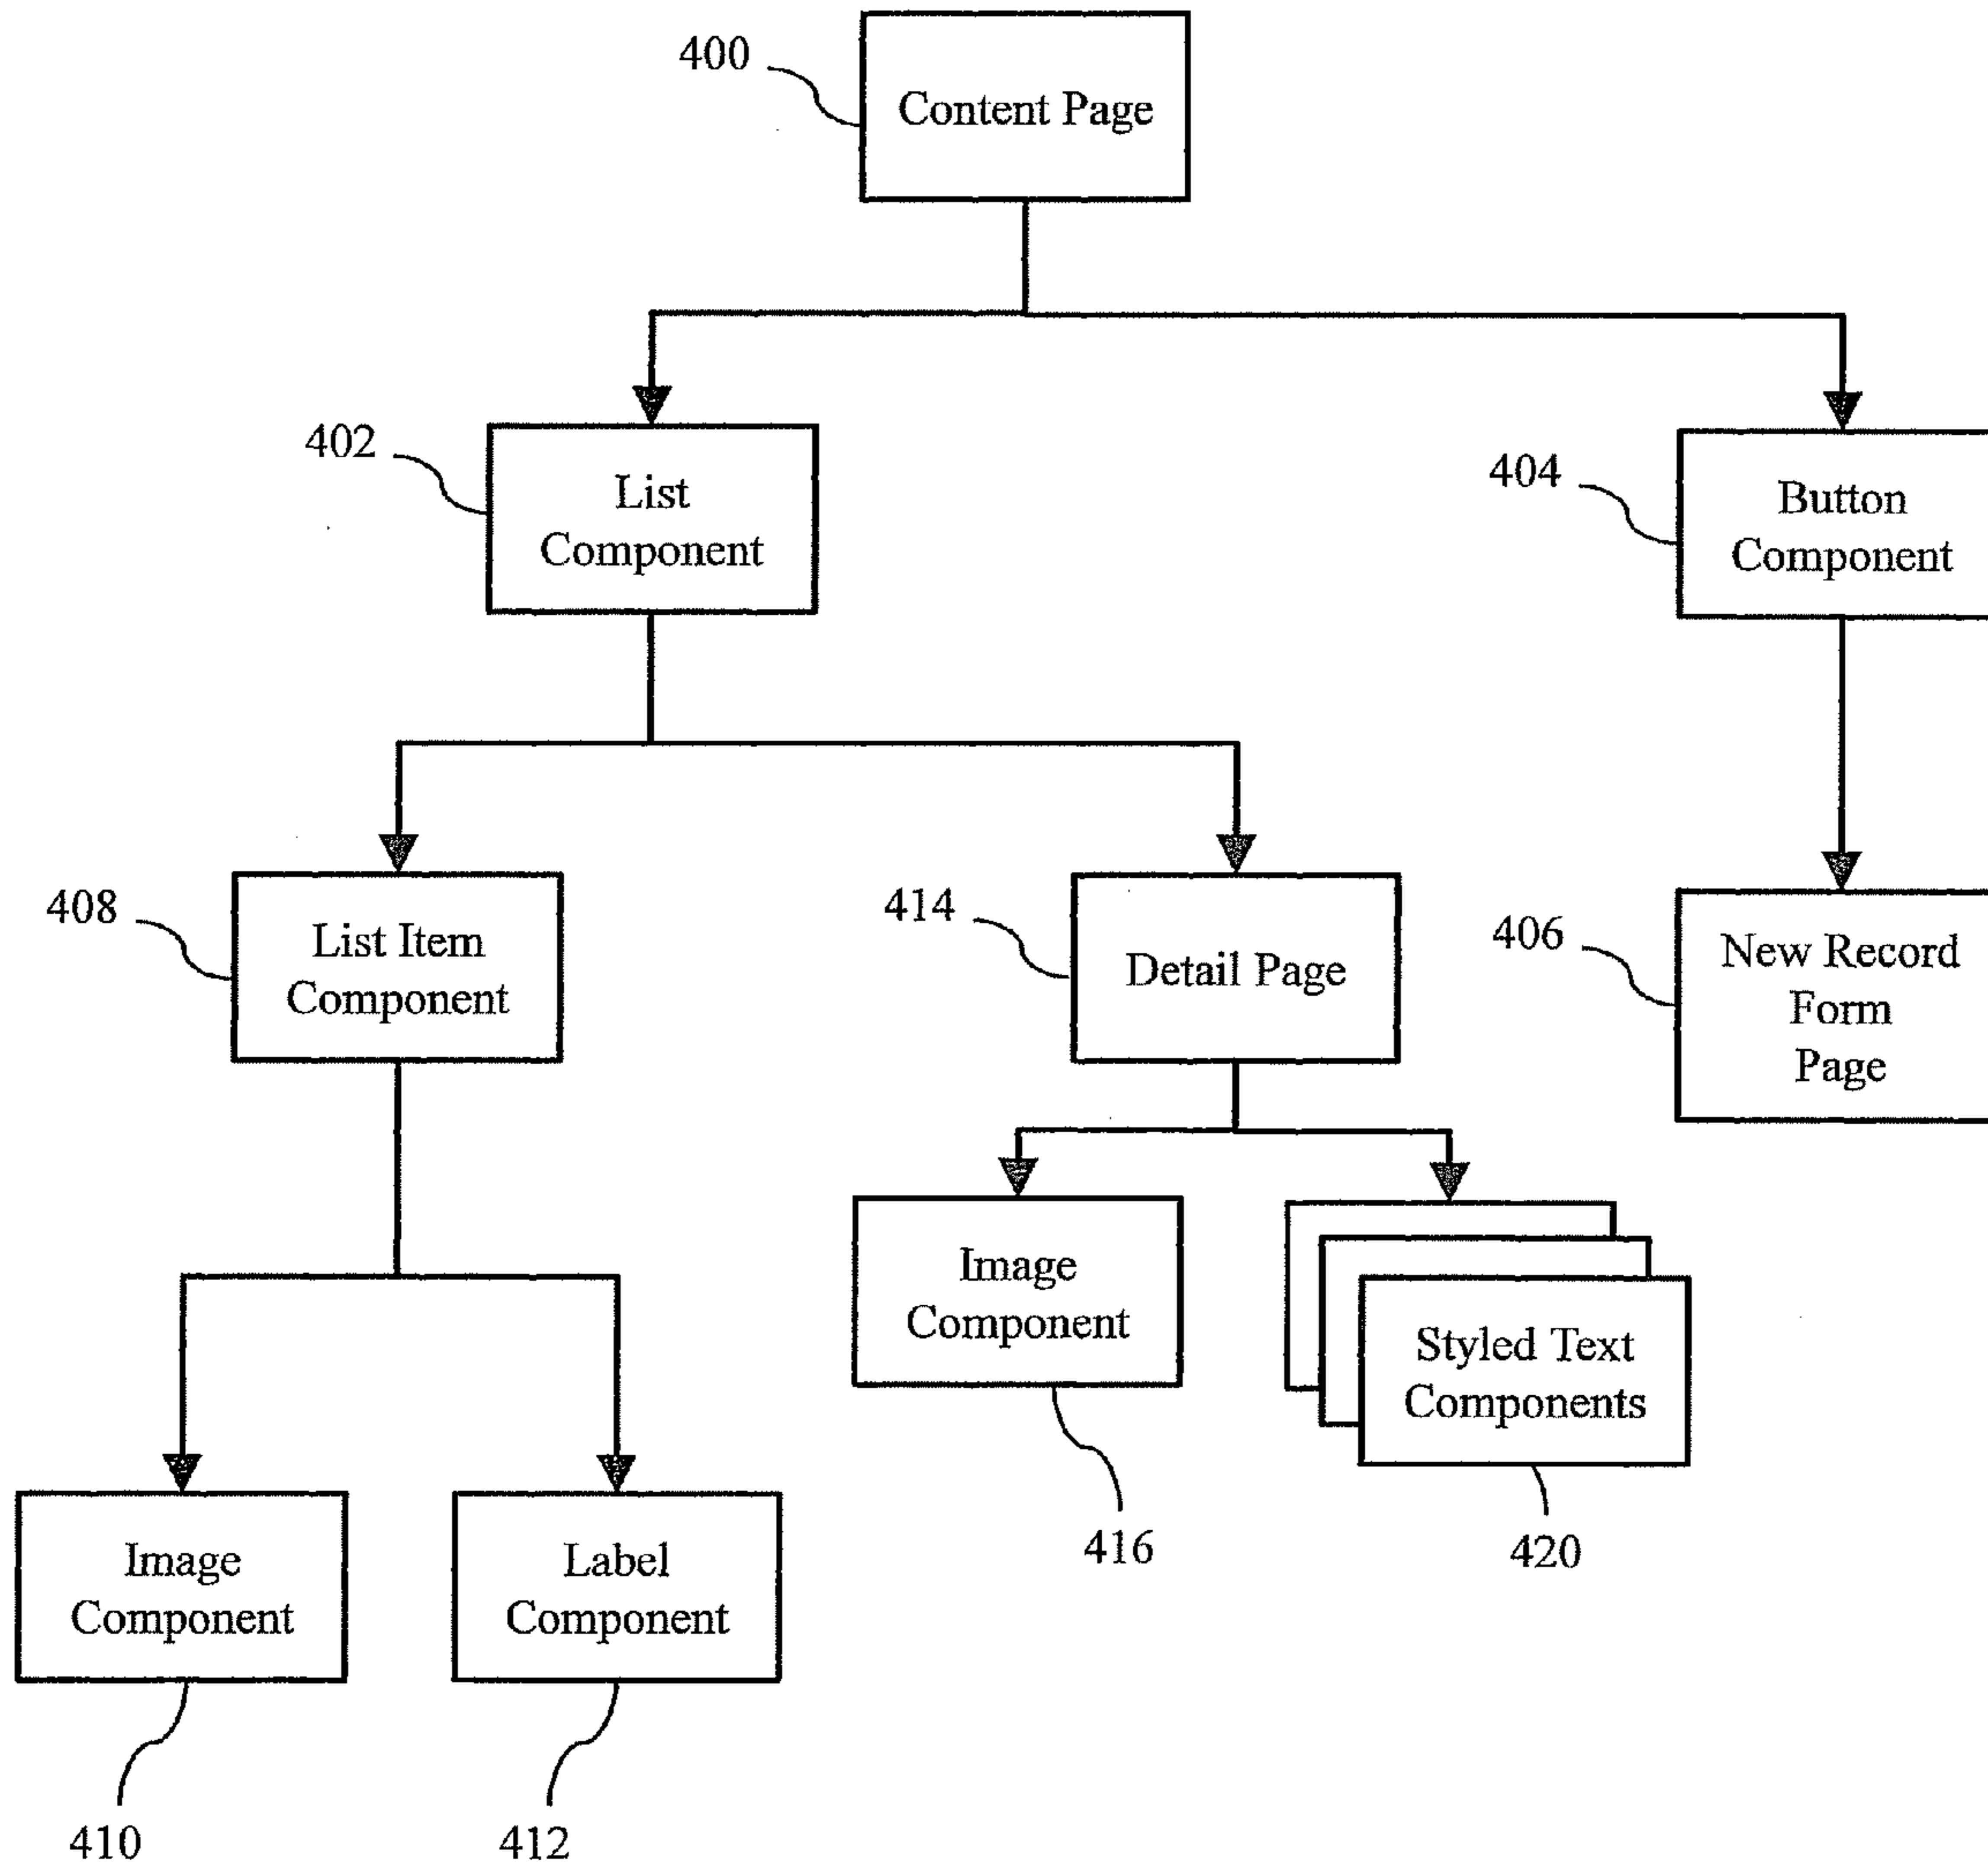 400
Content Page
402
List
Component
404
Button
Component
408
List Item
Component
414
Detail Page
406
New Record
Form
Page
Image
Component
Styled Text
Components
416
420
Image
Component
Label
Component
410
412